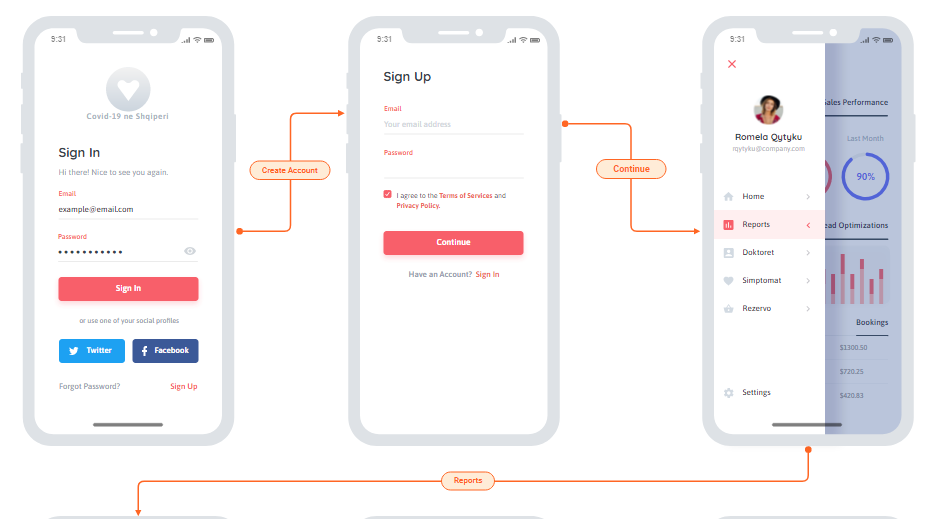 9:31
Covid-19 ne Shqiperi
Sign In
Hi there! Nice to see you again.
Email
example@email.com
Password
Sign In
or use one of your social profiles
Twitter
Facebook
Forgot Password?
Sign Up
Create Account
9:31
Sign Up
Email
Your email address
Password
I agree to the Terms of Services and
Privacy Policy.
Continue
Have an Account? Sign In
Continue
9:31
Romela Qytyku
rqytyku@company.com
Home
Reports
Doktoret
Simptomat
Rezervo
Settings
Sales Performance
Last Month
90%
ead Optimizations
Bookings
$1300.50
$720.25
$420.83
Reports